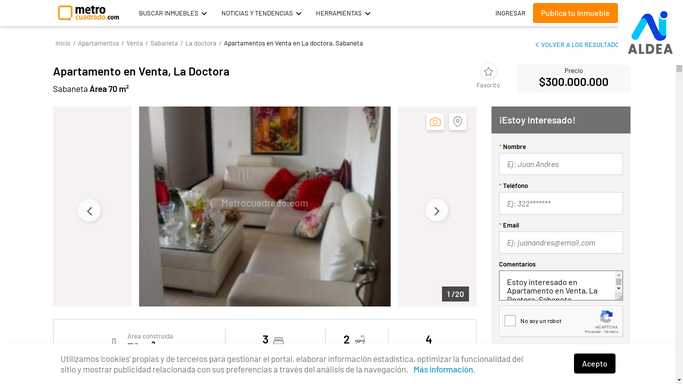 metro
cuadrado.com
BUSCAR INMUEBLES
NOTICIAS Y TENDENCIAS
HERRAMIENTAS
INGRESAR
Publica tu Inmueble
ALDEA
Inicio / Apartamentos / Venta / Sabaneta / La doctora / Apartamentos en Venta en La doctora, Sabaneta
VOLVER A LOS RESULTADO
Apartamento en Venta, La Doctora
Sabaneta Área 70 m²
Favorito
Precio
$300.000.000
Metrocuadrado.com
1 / 20
¡Estoy Interesado!
* Nombre
Ej: Juan Andres
* Teléfono
Ej: 322*******
* Email
Ej: juanandres@email.com
Comentarios
Estoy interesado en
Apartamento en Venta, La
Doctora, Sabaneta
No soy un robot
reCAPTCHA
Privacidad - Términos
Área construida
3
2
4
Utilizamos 'cookies' propias y de terceros para gestionar el portal, elaborar información estadística, optimizar la funcionalidad del
sitio y mostrar publicidad relacionada con sus preferencias a través del análisis de la navegación. Más información.
Acepto